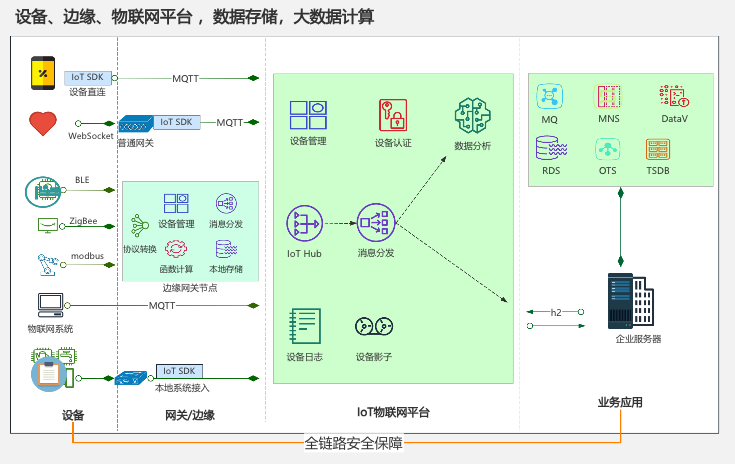 设备、边缘、物联网平台 ，数据存储，大数据计算
IoT SDK
设备直连
MQTT
WebSocket
普通网关
IoT SDK
MQTT
BLE
ZigBee
modbus
协议转换
设备管理
消息分发
函数计算
本地存储
边缘网关节点
物联网系统
MQTT
IoT SDK
本地系统接入
设备
网关/边缘
设备管理
设备认证
数据分析
IoT Hub
消息分发
设备日志
设备影子
IoT物联网平台
MQ
MNS
DataV
RDS
OTS
TSDB
h2
企业服务器
业务应用
全链路安全保障